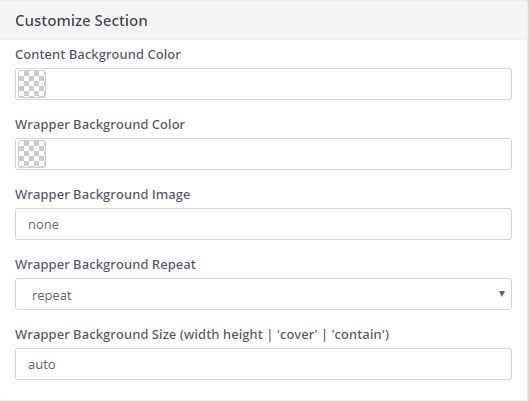 Customize Section
Content Background Color
Wrapper Background Color
Wrapper Background Image
none
Wrapper Background Repeat
repeat
Wrapper Background Size (width height | 'cover' | 'contain')
auto